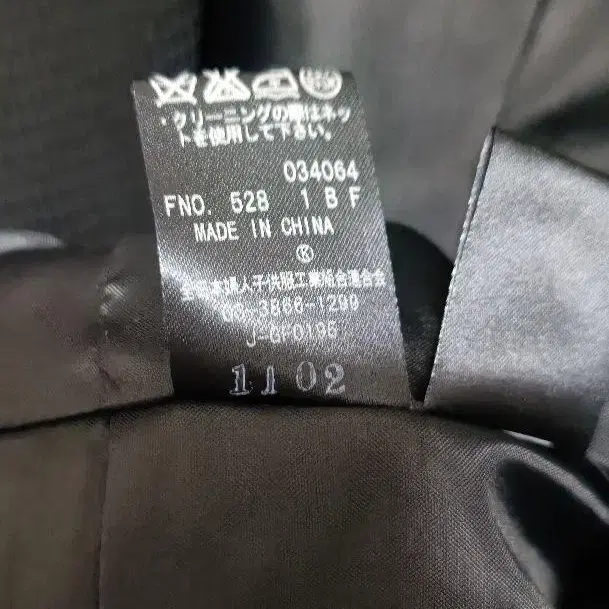 ・クリーニングの際はネッ
トを使用して下さい。
034064
FNO. 528 1 B F
MADE IN CHINA
®
全日本婦人子供服工業組合連合会
03-3866-1299
J-GF0196
1102